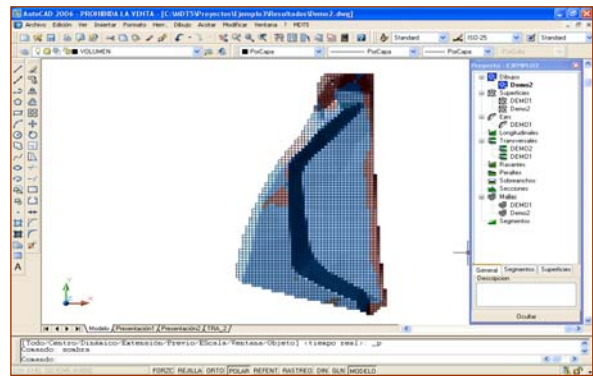 AutoCAD 2006 - PROHIBIDA LA VENTA - [C:\MDT5\Proyectos\Ejemplo3\Resultados\Demo2.dwg]
Archivo Edición Ver Insertar Formato Herr. Dibujo Acotar Modificar Ventana ? MDT5
Standard ISO-25 Standard
VOLUMEN PorCapa PorCapa PorCapa
Proyecto - EJEMPLO3
Dibujos
Demo2
Superficies
DEMO1
Demo2
Ejes
DEMO1
Longitudinales
Transversales
DEMO2
DEMO1
Rasantes
Peraltes
Sobreanchos
Secciones
Mallas
DEMO1
Demo2
Segmentos
General Segmentos Superficies
Descripcion
Ocultar
Y
X
Modelo Presentación1 Presentación2 TRA_2
[Todo/Centro/Dinámico/Extensión/Previo/EScala/Ventana/Objeto] <tiempo real>: _p
Comando: sombra
Comando:
FORZC REJILLA ORTO POLAR REFENT RASTREO DIN GLN MODELO